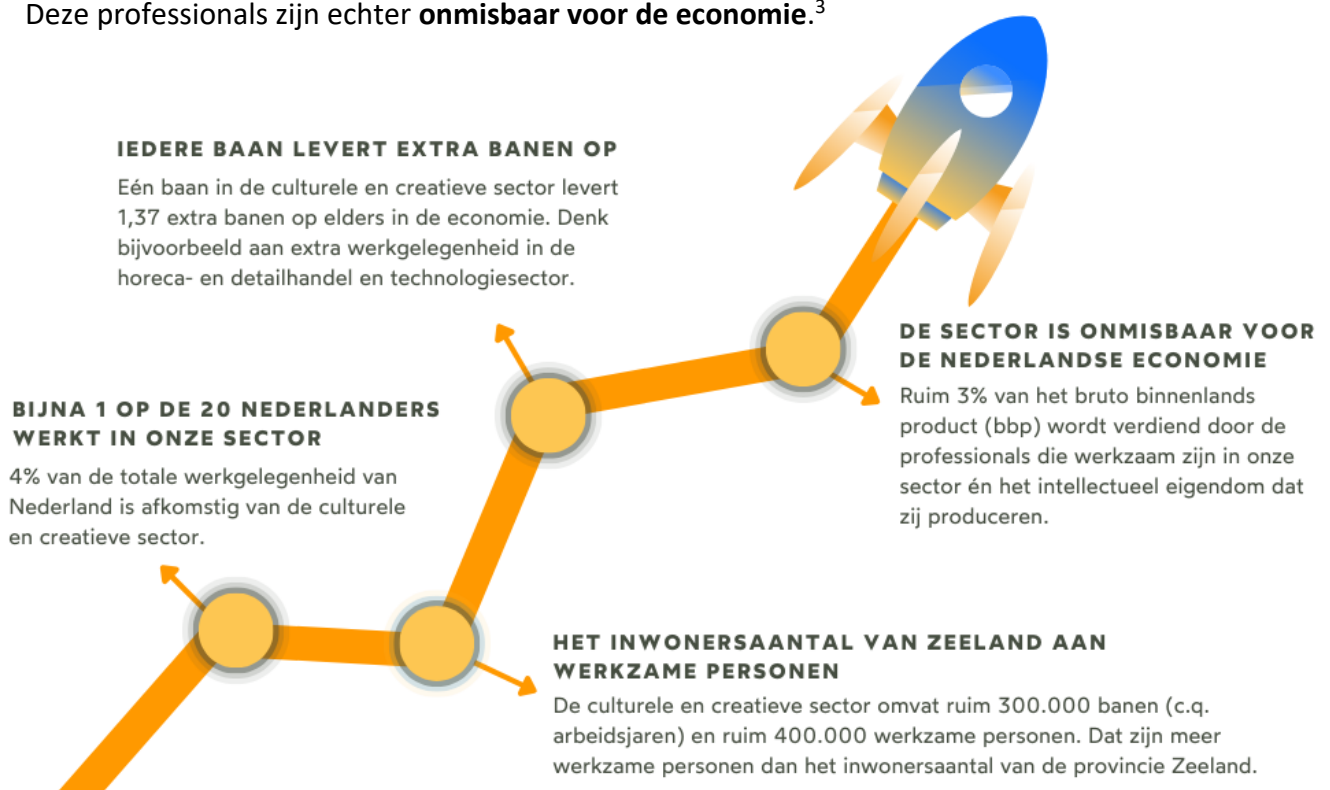 Deze professionals zijn echter onmisbaar voor de economie.³
IEDERE BAAN LEVERT EXTRA BANEN OP
Eén baan in de culturele en creatieve sector levert
1,37 extra banen op elders in de economie. Denk
bijvoorbeeld aan extra werkgelegenheid in de
horeca- en detailhandel en technologiesector.
DE SECTOR IS ONMISBAAR VOOR
DE NEDERLANDSE ECONOMIE
Ruim 3% van het bruto binnenlands
product (bbp) wordt verdiend door de
professionals die werkzaam zijn in onze
sector én het intellectueel eigendom dat
zij produceren.
BIJNA 1 OP DE 20 NEDERLANDERS
WERKT IN ONZE SECTOR
4% van de totale werkgelegenheid van
Nederland is afkomstig van de culturele
en creatieve sector.
HET INWONERSAANTAL VAN ZEELAND AAN
WERKZAME PERSONEN
De culturele en creatieve sector omvat ruim 300.000 banen (c.q.
arbeidsjaren) en ruim 400.000 werkzame personen. Dat zijn meer
werkzame personen dan het inwonersaantal van de provincie Zeeland.